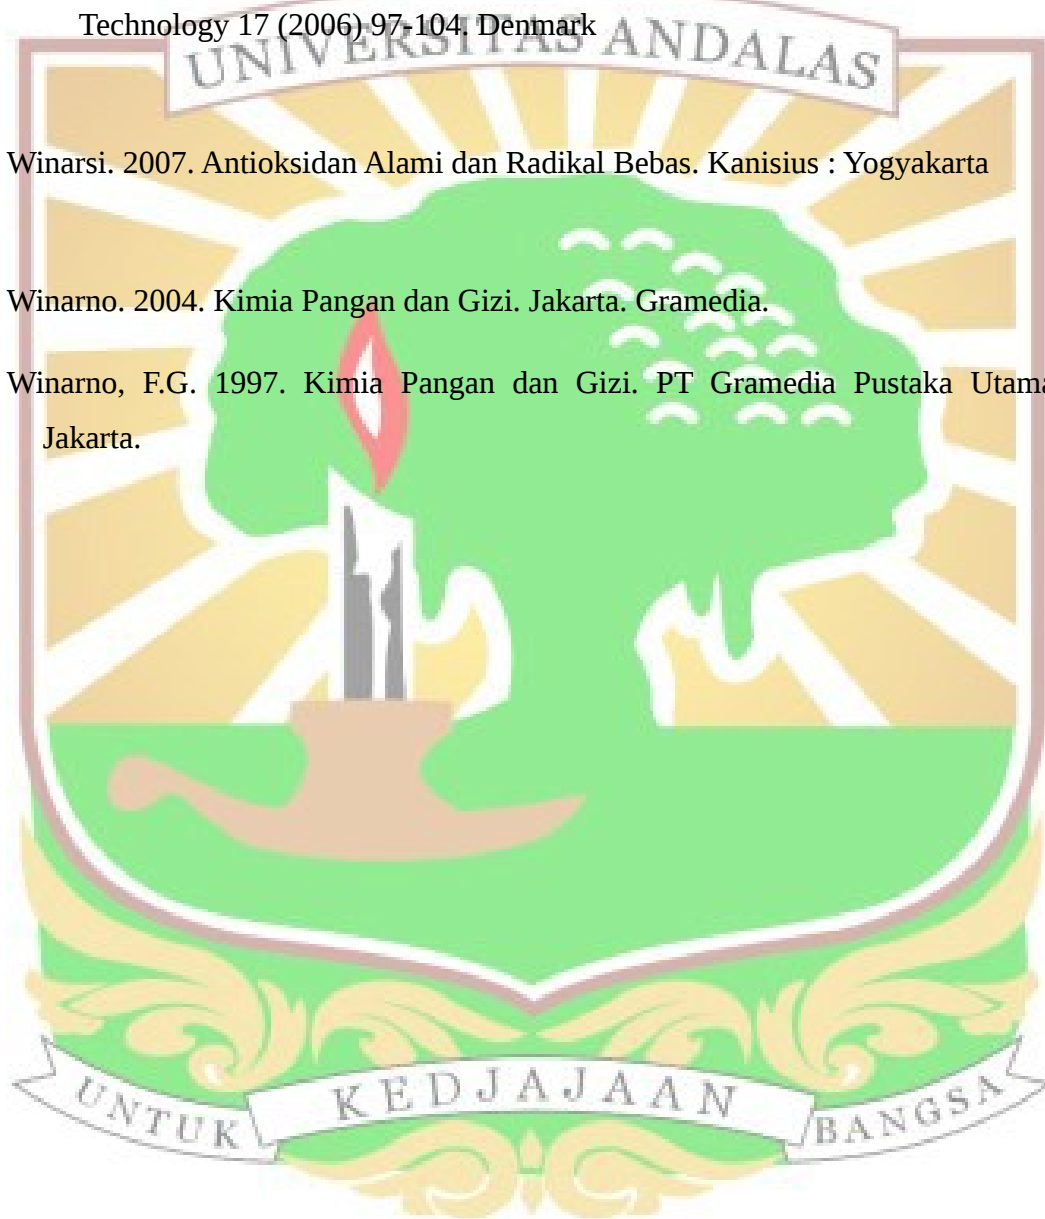 Technology 17 (2006) 97-104. Denmark
UNIVERSITAS ANDALAS
Winarsi. 2007. Antioksidan Alami dan Radikal Bebas. Kanisius : Yogyakarta
Winarno. 2004. Kimia Pangan dan Gizi. Jakarta. Gramedia.
Winarno, F.G. 1997. Kimia Pangan dan Gizi. PT Gramedia Pustaka Utama
Jakarta.
UNTUK KEDJAJAAN BANGSA